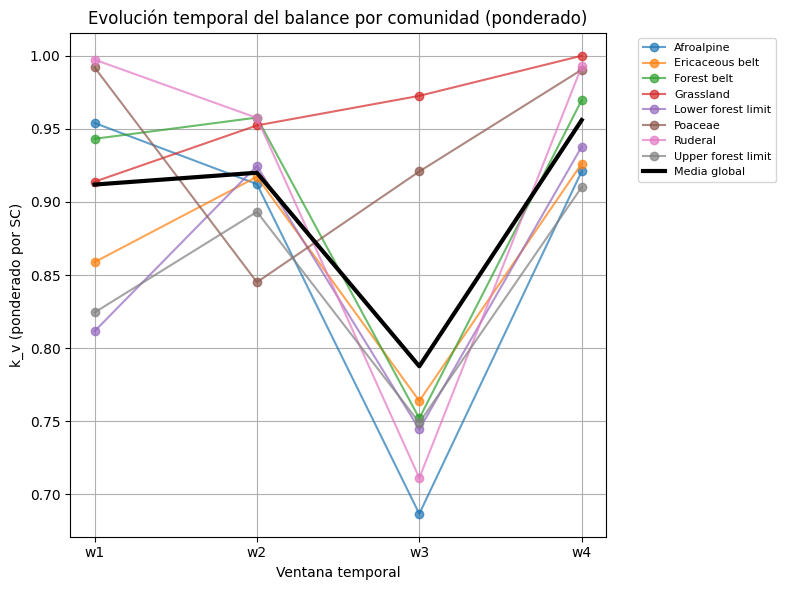 Evolución temporal del balance por comunidad (ponderado)
k_v (ponderado por SC)
1.00
0.95
0.90
0.85
0.80
0.75
0.70
w1
w2
w3
w4
Ventana temporal
Afroalpine
Ericaceous belt
Forest belt
Grassland
Lower forest limit
Poaceae
Ruderal
Upper forest limit
Media global